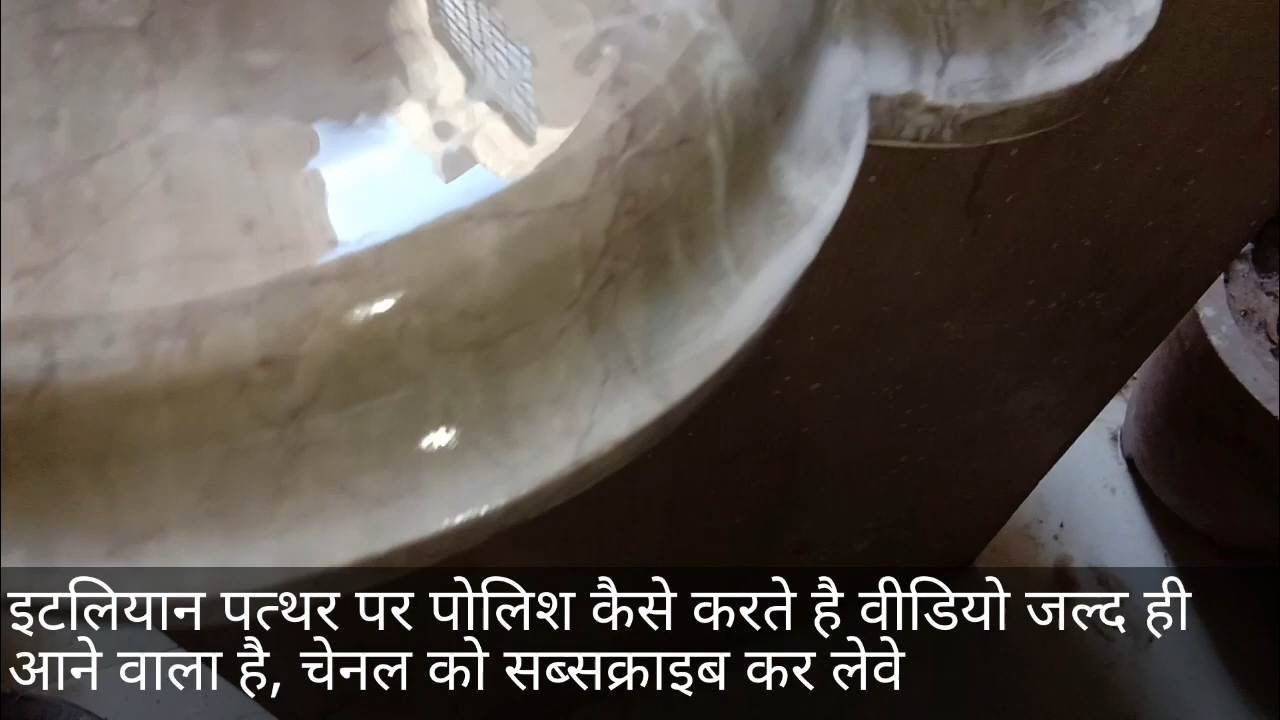 इटलियान पत्थर पर पोलिश कैसे करते है वीडियो जल्द ही
आने वाला है, चेनल को सब्सक्राइब कर लेवे